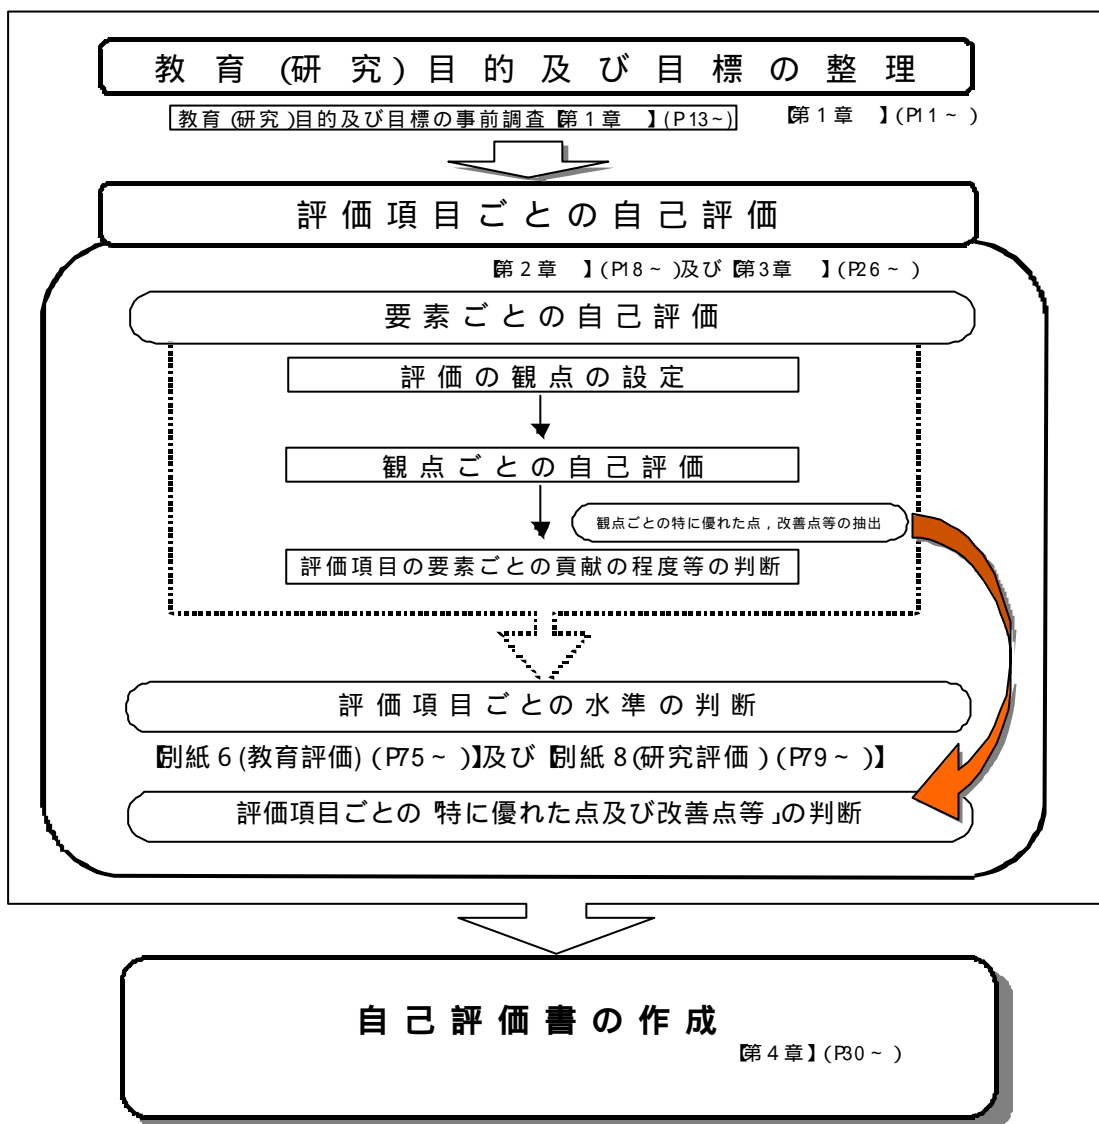 教育(研究)目的及び目標の整理
教育(研究)目的及び目標の事前調査【第1章　】(P13~)
【第1章　】(P11~ )
評価項目ごとの自己評価
【第2章　】(P18~ )及び【第3章　】(P26~ )
要素ごとの自己評価
評価の観点の設定
観点ごとの自己評価
観点ごとの特に優れた点，改善点等の抽出
評価項目の要素ごとの貢献の程度等の判断
評価項目ごとの水準の判断
【別紙6(教育評価)(P75~ )】及び【別紙8(研究評価)(P79~ )】
評価項目ごとの「特に優れた点及び改善点等」の判断
自己評価書の作成
【第4章】(P30~ )